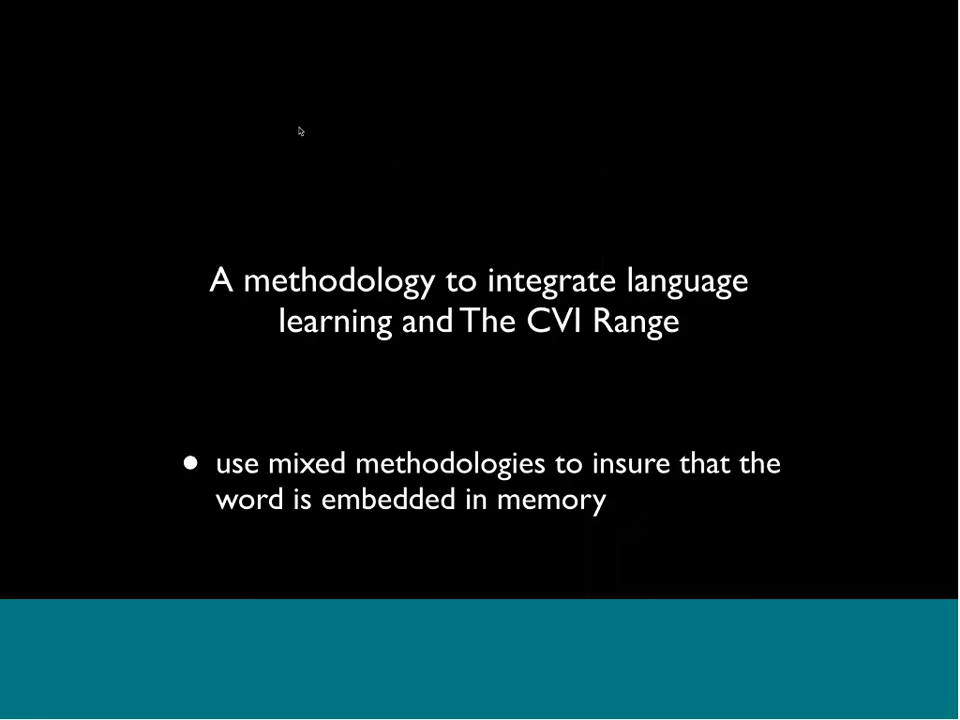 A methodology to integrate language
learning and The CVI Range
• use mixed methodologies to insure that the
word is embedded in memory